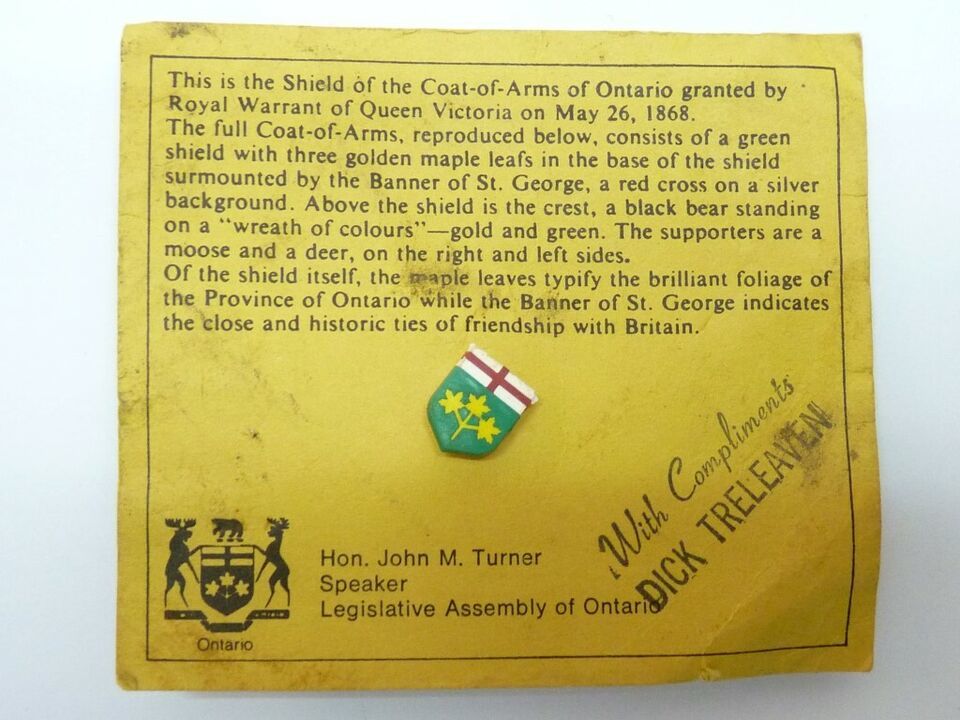 This is the Shield of the Coat-of-Arms of Ontario granted by
Royal Warrant of Queen Victoria on May 26, 1868.
The full Coat-of-Arms, reproduced below, consists of a green
shield with three golden maple leafs in the base of the shield
surmounted by the Banner of St. George, a red cross on a silver
background. Above the shield is the crest, a black bear standing
on a "wreath of colours"—gold and green. The supporters are a
moose and a deer, on the right and left sides.
Of the shield itself, the maple leaves typify the brilliant foliage of
the Province of Ontario while the Banner of St. George indicates
the close and historic ties of friendship with Britain.
With Compliments
DICK TRELEAVEN
Hon. John M. Turner
Speaker
Legislative Assembly of Ontario
Ontario